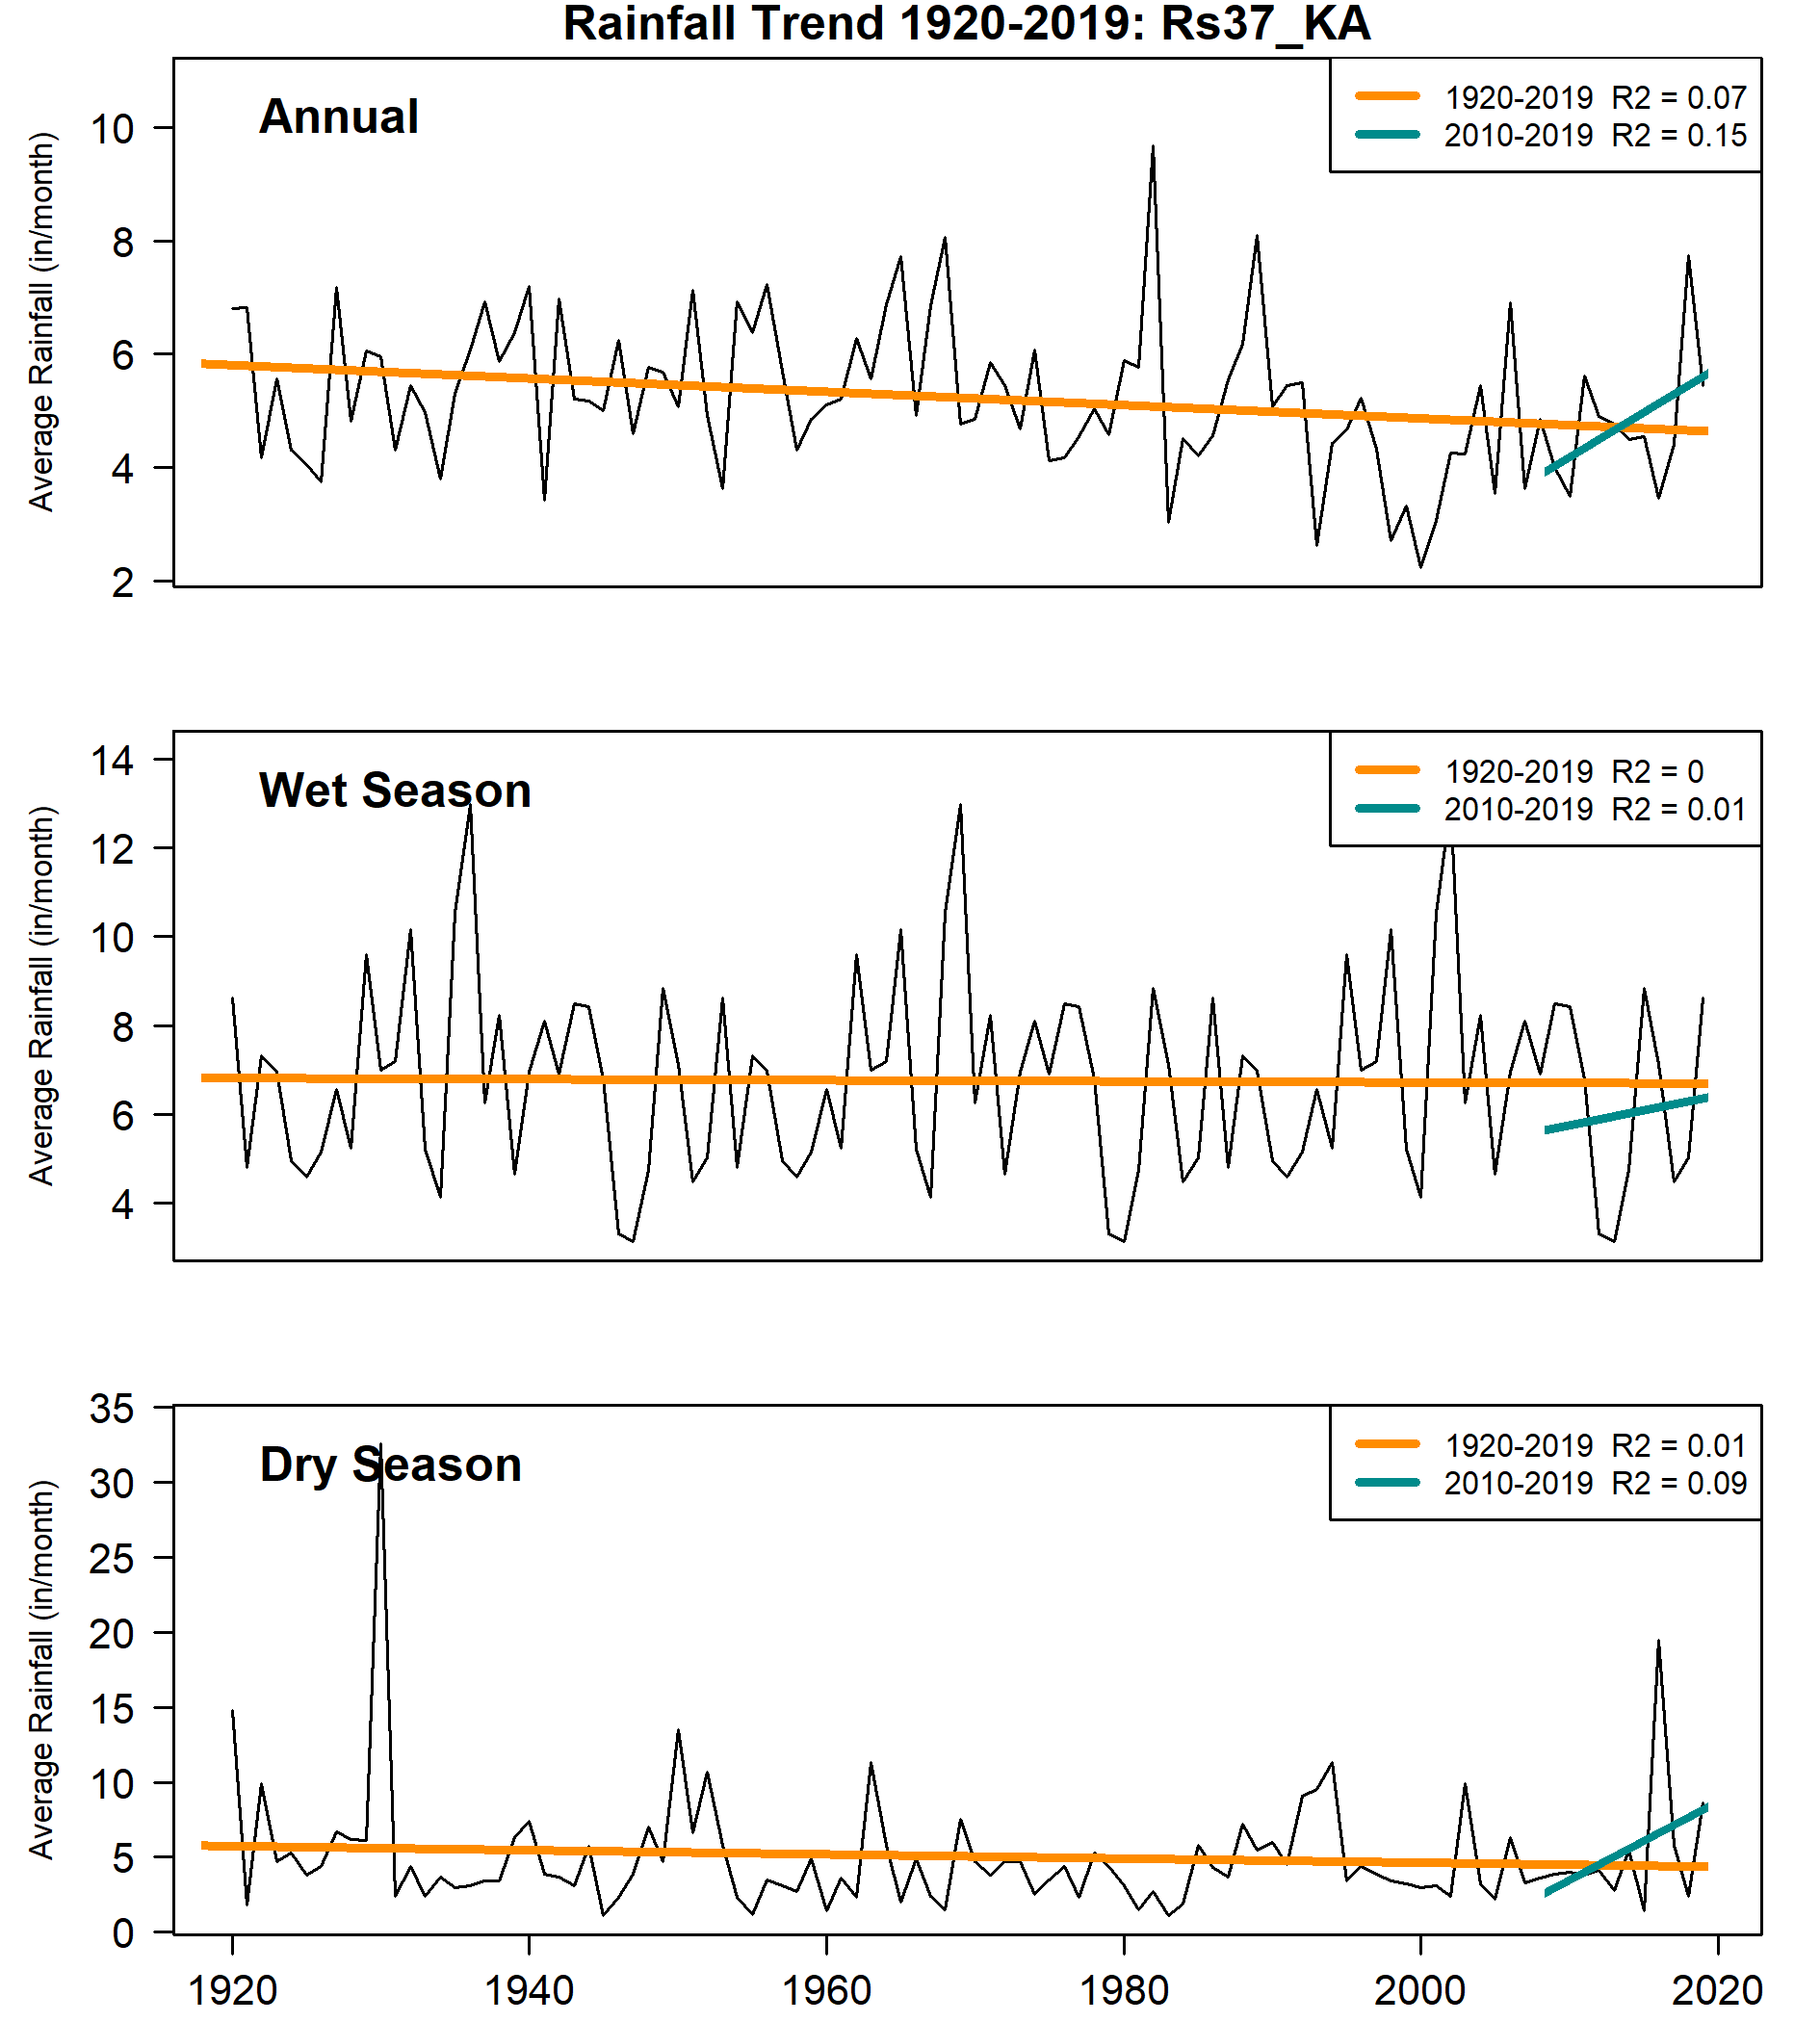 Rainfall Trend 1920-2019: Rs37_KA
Annual
1920-2019 R2 = 0.07
2010-2019 R2 = 0.15
Average Rainfall (in/month)
10
8
6
4
2
Wet Season
1920-2019 R2 = 0
2010-2019 R2 = 0.01
Average Rainfall (in/month)
14
12
10
8
6
4
Dry Season
1920-2019 R2 = 0.01
2010-2019 R2 = 0.09
Average Rainfall (in/month)
35
30
25
20
15
10
5
0
1920 1940 1960 1980 2000 2020